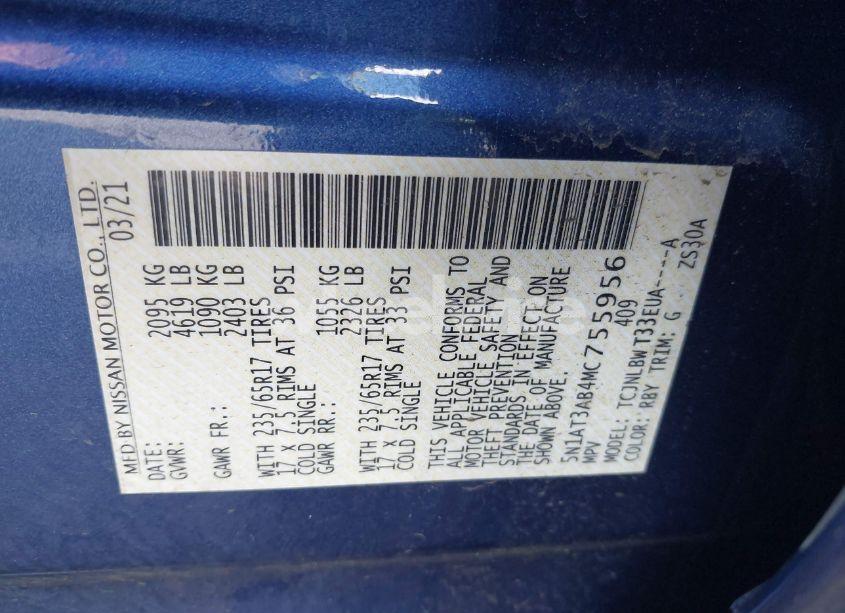 MFD BY NISSAN MOTOR CO., LTD.
DATE: 03/21
GVWR: 2095 KG
4619 LB
GAWR FR.: 1090 KG
2403 LB
WITH 235/65R17 TIRES
17 X 7.5 RIMS AT 36 PSI
COLD SINGLE
GAWR RR.: 1055 KG
2326 LB
WITH 235/65R17 TIRES
17 X 7.5 RIMS AT 33 PSI
COLD SINGLE
THIS VEHICLE CONFORMS TO
ALL APPLICABLE FEDERAL
MOTOR VEHICLE SAFETY AND
THEFT PREVENTION
STANDARDS IN EFFECT ON
THE DATE OF MANUFACTURE
SHOWN ABOVE.
5N1AT3AB4MC755956
MPV 409
MODEL: TCJNLBWT33EUA----A
COLOR: RBY TRIM: G ZS30A